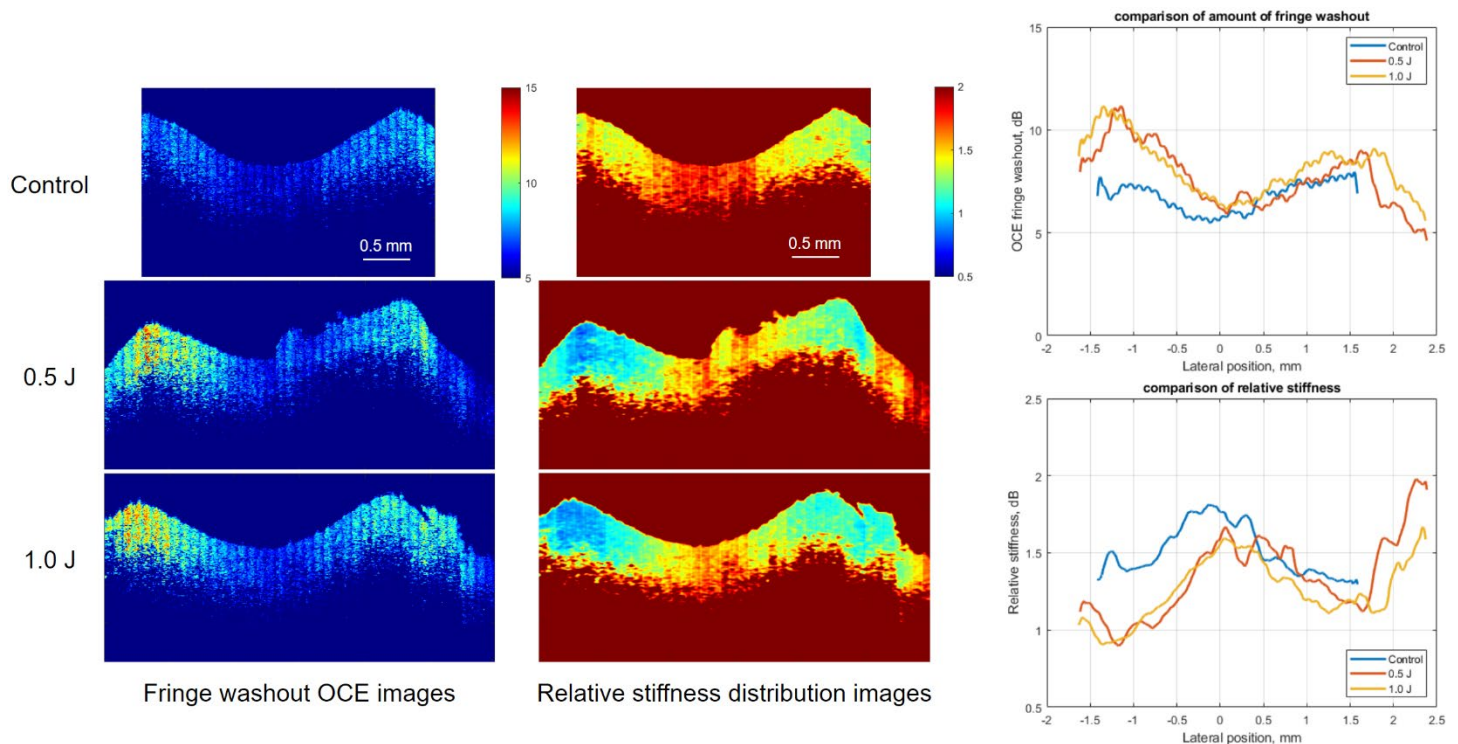 Control
0.5 J
1.0 J
15
10
5
0.5 mm
2
1.5
1
0.5
0.5 mm
Fringe washout OCE images
Relative stiffness distribution images
comparison of amount of fringe washout
Control
0.5 J
1.0 J
OCE fringe washout, dB
15
10
5
0
-2 -1.5 -1 -0.5 0 0.5 1 1.5 2 2.5
Lateral position, mm
comparison of relative stiffness
Relative stiffness, dB
2.5
2
1.5
1
0.5
Control
0.5 J
1.0 J
-2 -1.5 -1 -0.5 0 0.5 1 1.5 2 2.5
Lateral position, mm